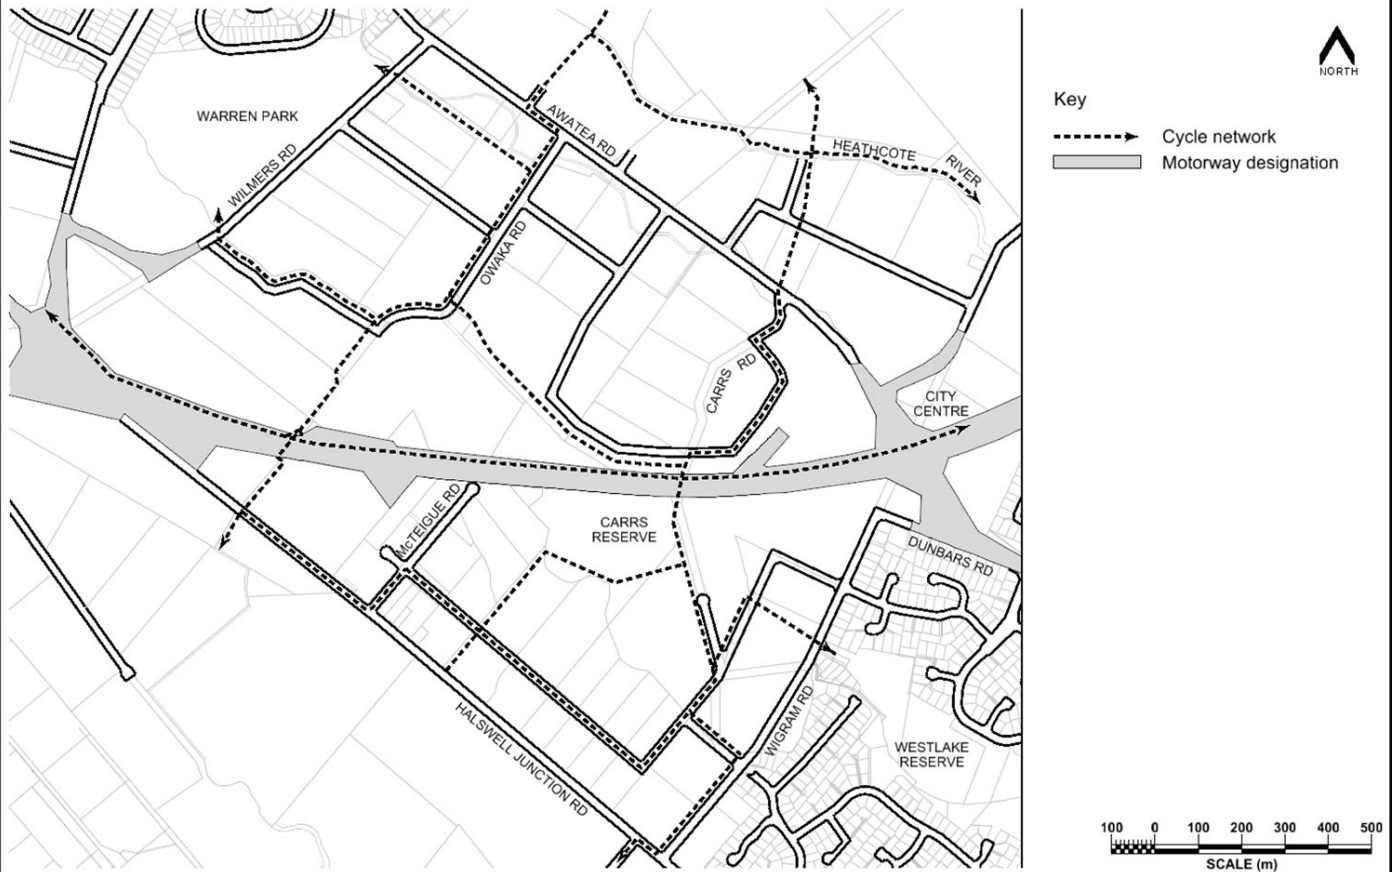 NORTH
Key
Cycle network
Motorway designation
WARREN PARK
WILMERS RD
AWATEA RD
HEATHCOTE
RIVER
OWAKA RD
CARRS RD
CITY
CENTRE
McTEIGUE RD
CARRS
RESERVE
DUNBARS RD
HALSWELL JUNCTION RD
WIGRAM RD
WESTLAKE
RESERVE
100 0 100 200 300 400 500
SCALE (m)